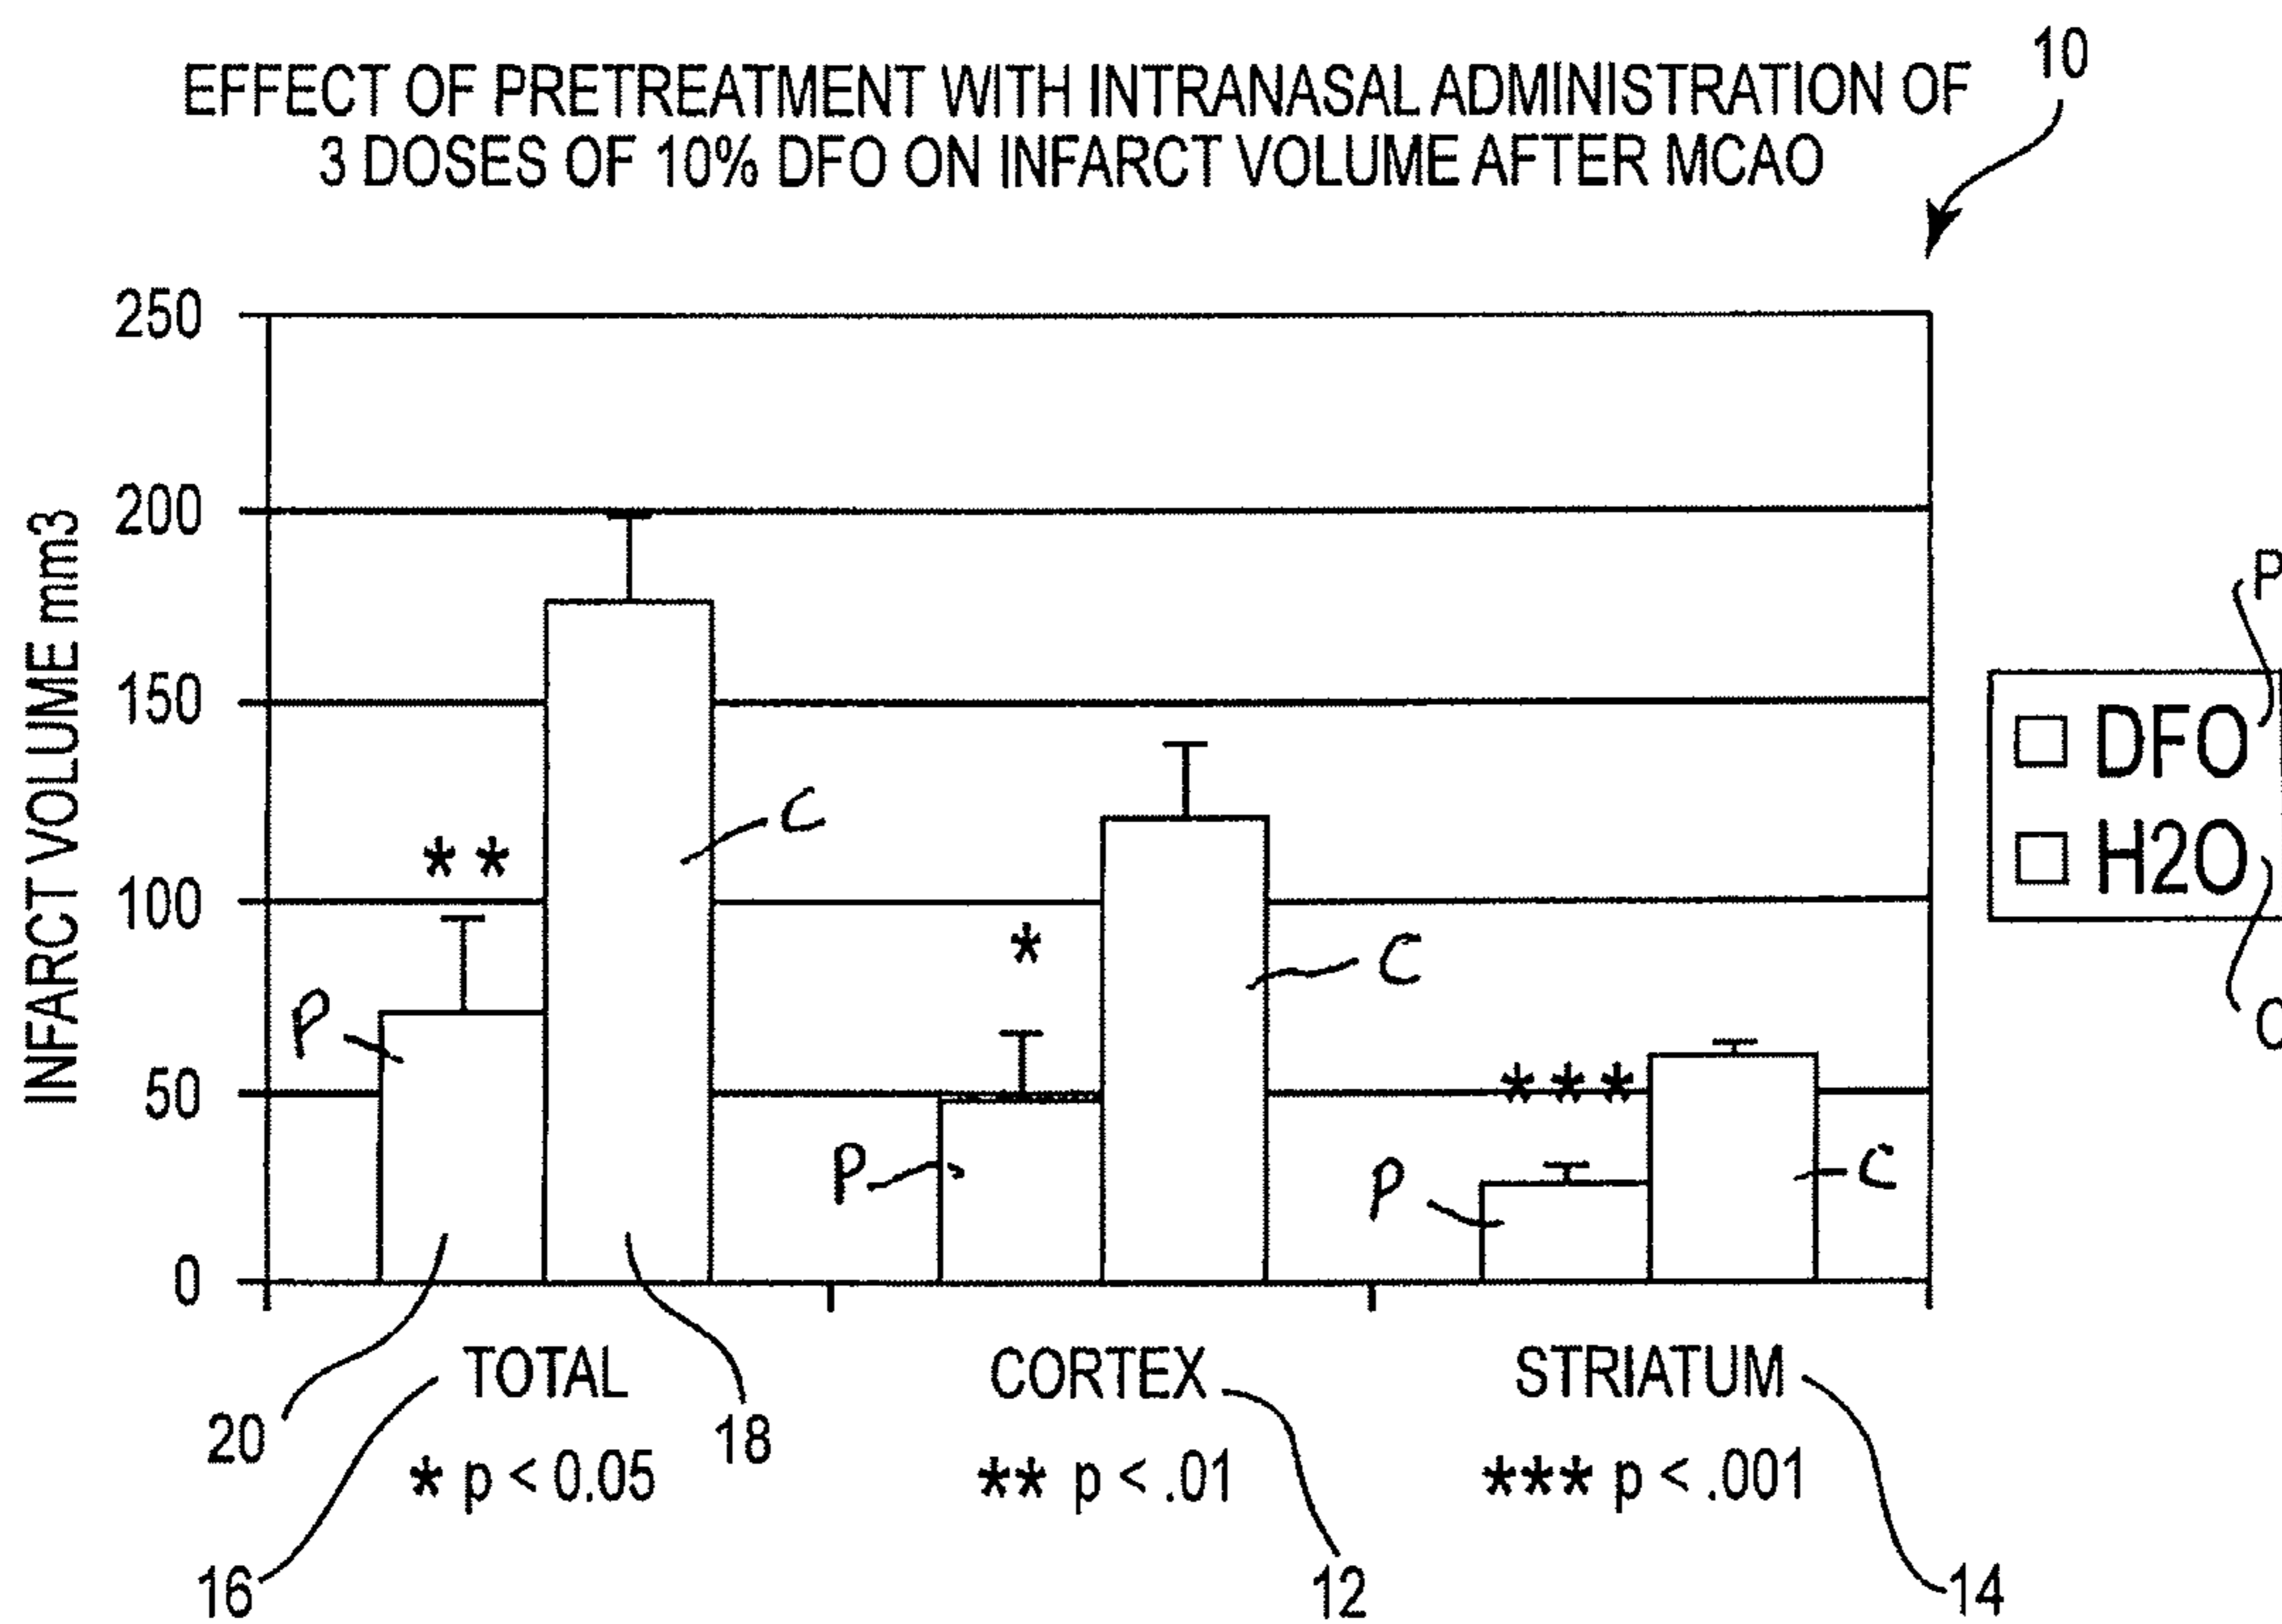 10
EFFECT OF PRETREATMENT WITH INTRANASAL ADMINISTRATION OF
3 DOSES OF 10% DFO ON INFARCT VOLUME AFTER MCAO
INFARCT VOLUME mm3
250
200
150
100
50
0
**
C
P
*
C
P
***
C
P
P
DFO
H2O
TOTAL
CORTEX
STRIATUM
20
18
* p < 0.05
** p < .01
*** p < .001
16
12
14